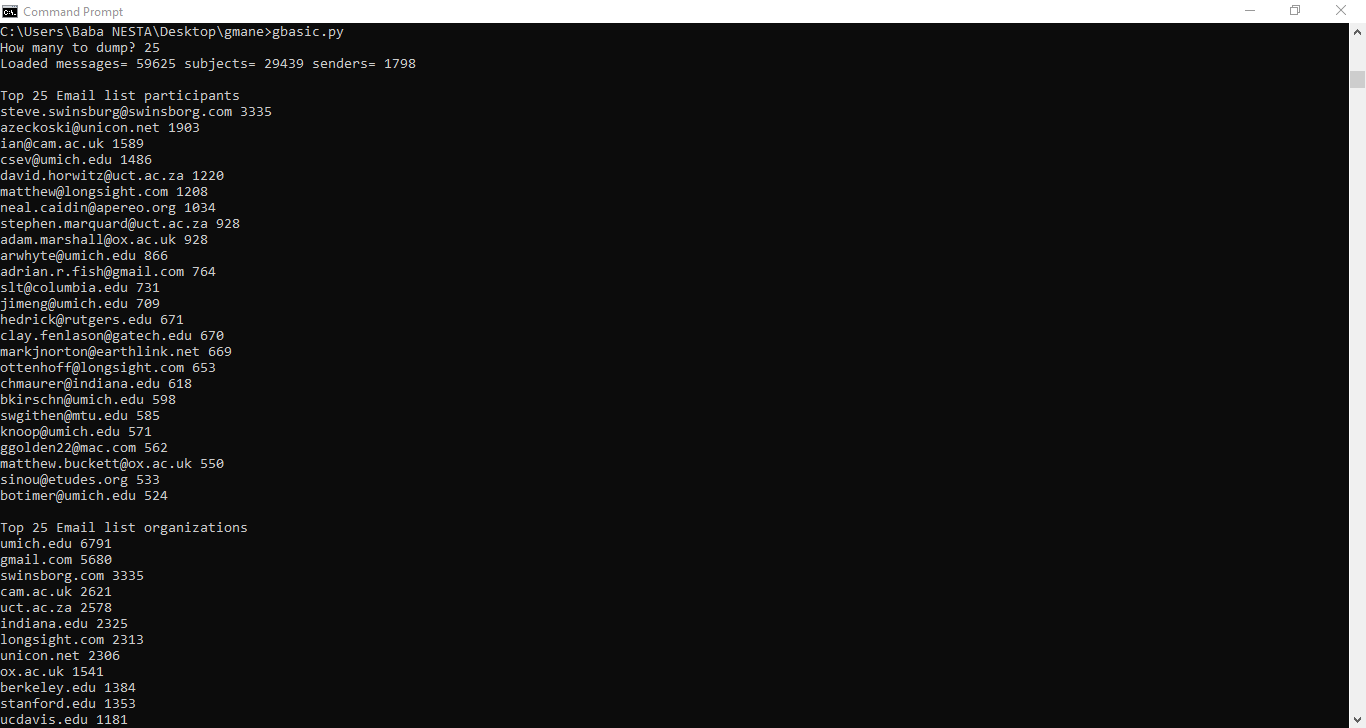 Command Prompt
C:\Users\Baba NESTA\Desktop\gmane>gbasic.py
How many to dump? 25
Loaded messages= 59625 subjects= 29439 senders= 1798
Top 25 Email list participants
steve.swinsburg@swinsborg.com 3335
azeckoski@unicon.net 1903
ian@cam.ac.uk 1589
csev@umich.edu 1486
david.horwitz@uct.ac.za 1220
matthew@longsight.com 1208
neal.caidin@apereo.org 1034
stephen.marquard@uct.ac.za 928
adam.marshall@ox.ac.uk 928
arwhyte@umich.edu 866
adrian.r.fish@gmail.com 764
slt@columbia.edu 731
jimeng@umich.edu 709
hedrick@rutgers.edu 671
clay.fenlason@gatech.edu 670
markjnorton@earthlink.net 669
ottenhoff@longsight.com 653
chmaurer@indiana.edu 618
bkirschn@umich.edu 598
swgithen@mtu.edu 585
knoop@umich.edu 571
ggolden22@mac.com 562
matthew.buckett@ox.ac.uk 550
sinou@etudes.org 533
botimer@umich.edu 524
Top 25 Email list organizations
umich.edu 6791
gmail.com 5680
swinsborg.com 3335
cam.ac.uk 2621
uct.ac.za 2578
indiana.edu 2325
longsight.com 2313
unicon.net 2306
ox.ac.uk 1541
berkeley.edu 1384
stanford.edu 1353
ucdavis.edu 1181